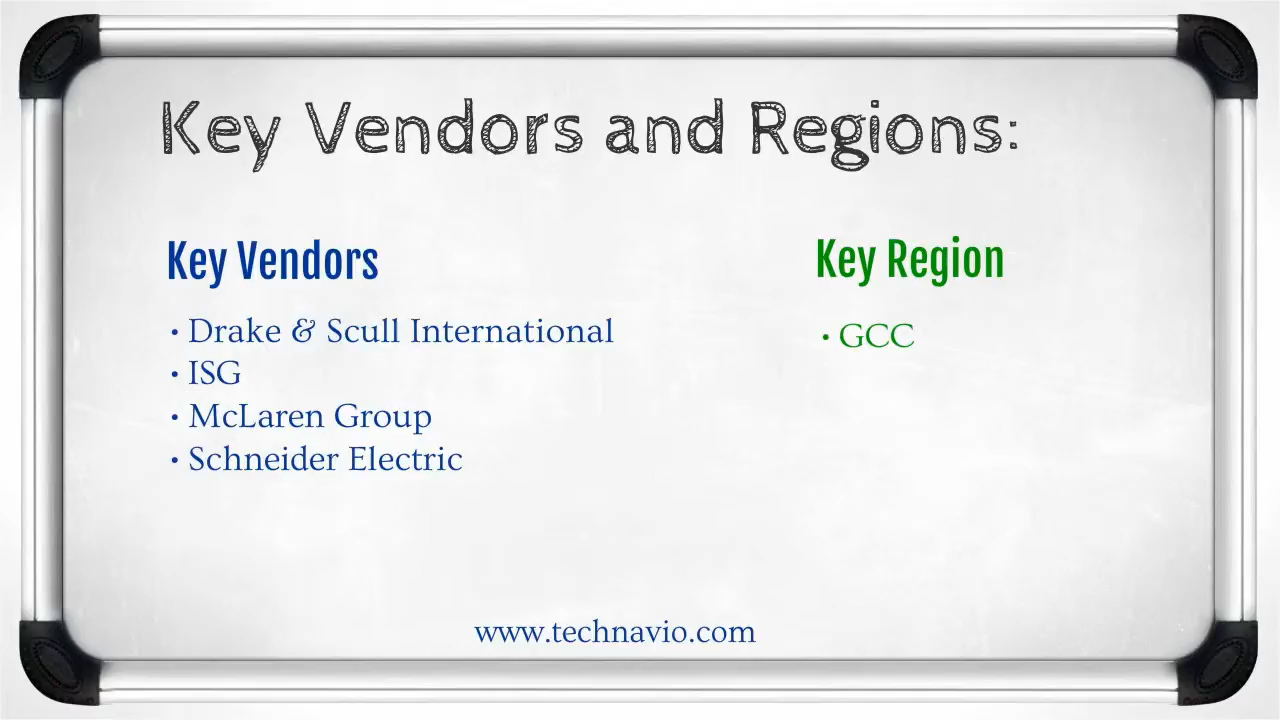 Key Vendors and Regions:
Key Vendors
• Drake & Scull International
• ISG
• McLaren Group
• Schneider Electric
Key Region
• GCC
www.technavio.com